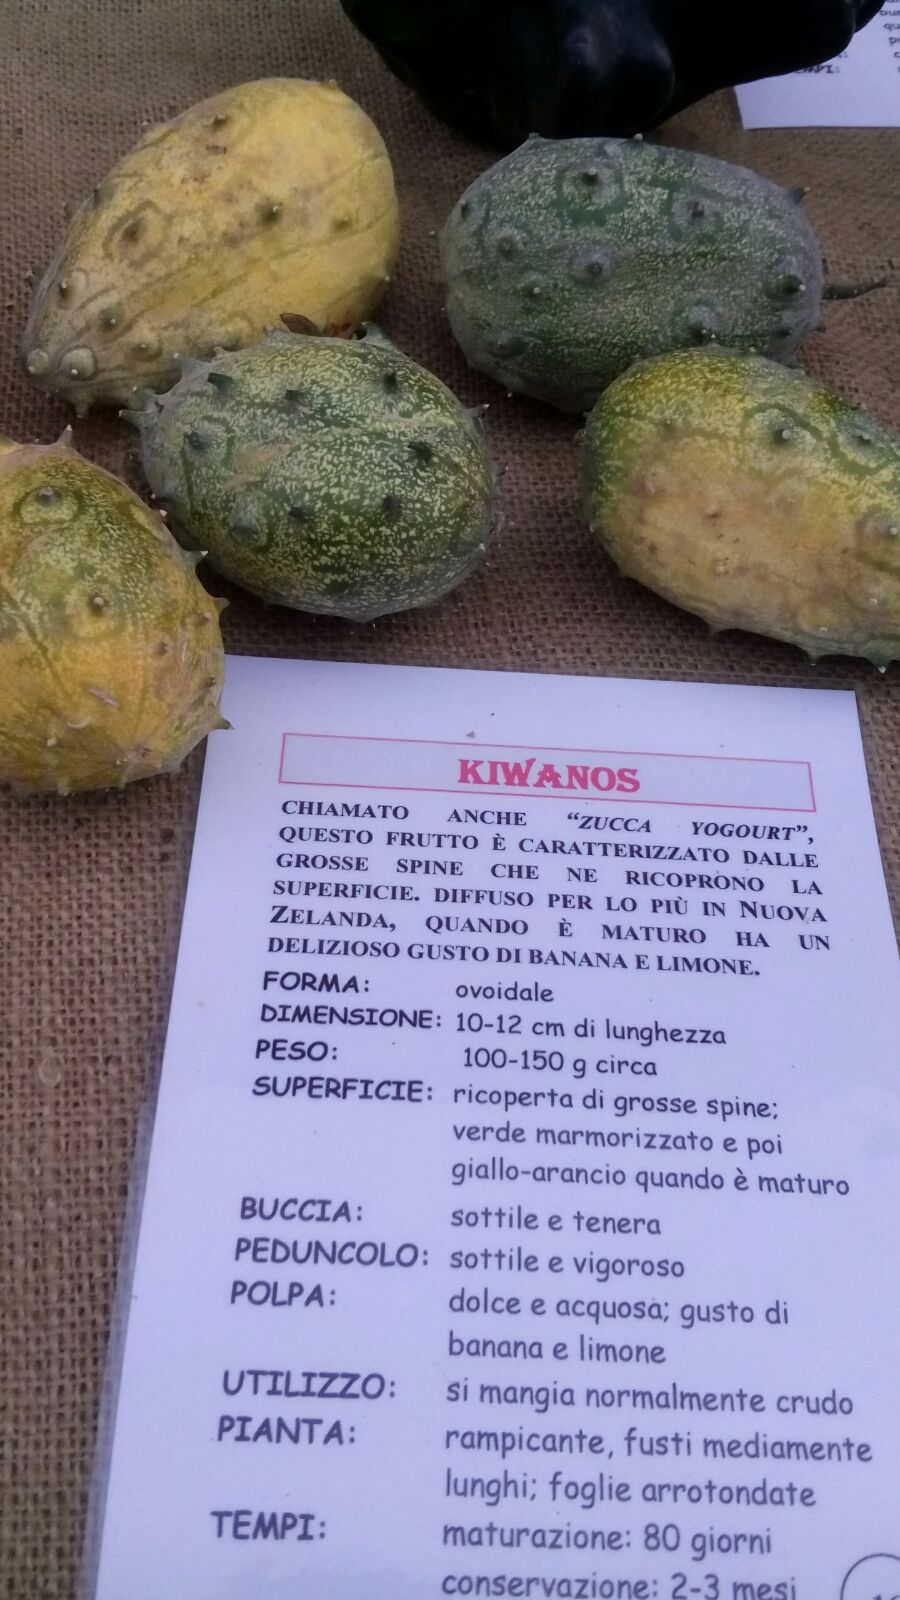 KIWANOS
CHIAMATO ANCHE “ZUCCA YOGOURT”,
QUESTO FRUTTO È CARATTERIZZATO DALLE
GROSSE SPINE CHE NE RICOPRONO LA
SUPERFICIE. DIFFUSO PER LO PIÙ IN NUOVA
ZELANDA, QUANDO È MATURO HA UN
DELIZIOSO GUSTO DI BANANA E LIMONE.
FORMA: ovoidale
DIMENSIONE: 10-12 cm di lunghezza
PESO: 100-150 g circa
SUPERFICIE: ricoperta di grosse spine;
verde marmorizzato e poi
giallo-arancio quando è maturo
BUCCIA: sottile e tenera
PEDUNCOLO: sottile e vigoroso
POLPA: dolce e acquosa; gusto di
banana e limone
UTILIZZO: si mangia normalmente crudo
PIANTA: rampicante, fusti mediamente
lunghi; foglie arrotondate
TEMPI: maturazione: 80 giorni
conservazione: 2-3 mesi